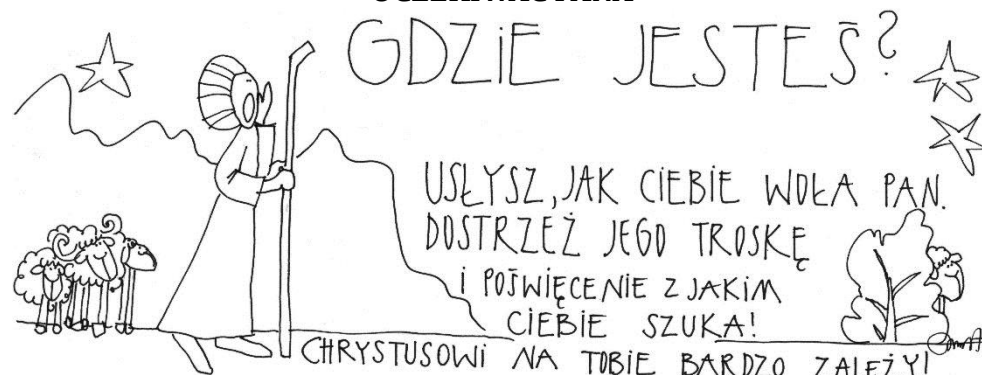 GDZIE JESTEŚ?
USŁYSZ, JAK CIEBIE WOŁA PAN.
DOSTRZEŻ JEGO TROSKĘ
I POŚWIĘCENIE Z JAKIM
CIEBIE SZUKA!
CHRYSTUSOWI NA TOBIE BARDZO ZALEŻY!